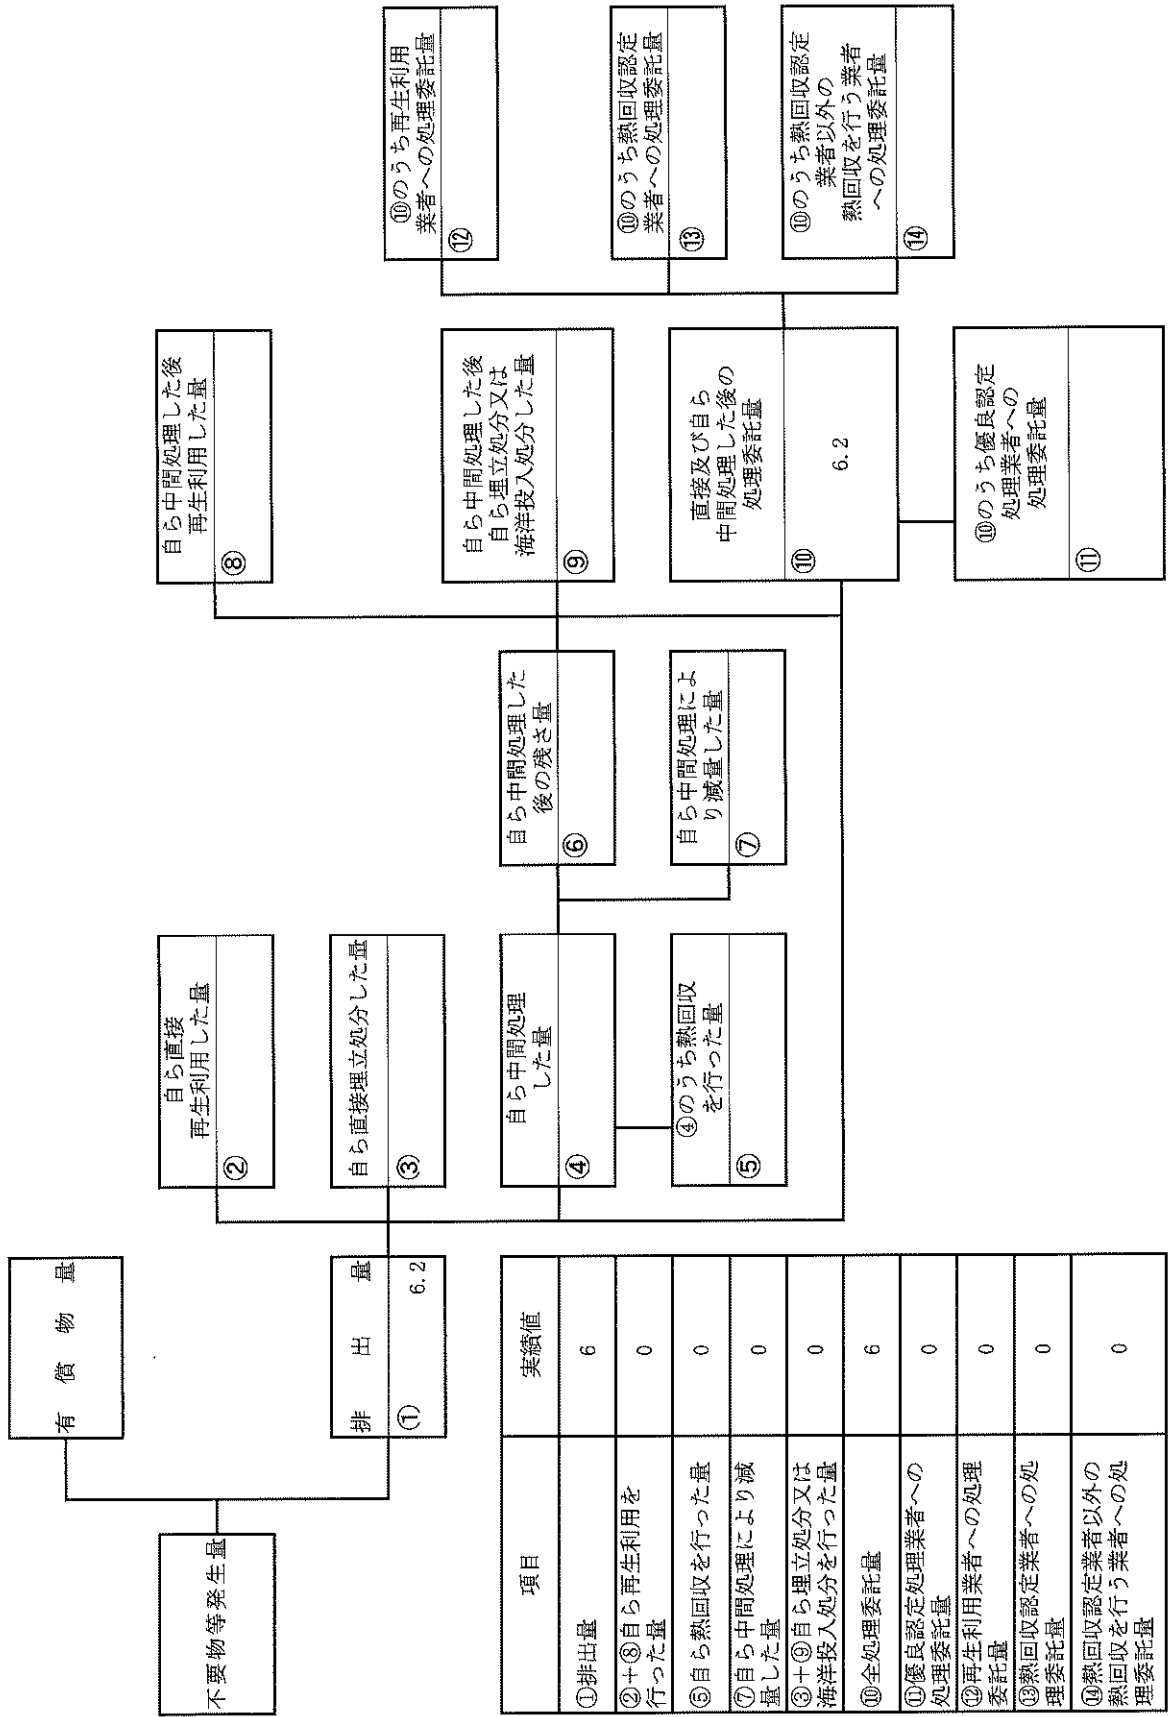 不要物等発生量
有償物量
排出量
①
6.2
自ら直接
再生利用した量
②
自ら直接埋立処分した量
③
自ら中間処理
した量
④
④のうち熱回収
を行った量
⑤
自ら中間処理した
後の残さ量
⑥
自ら中間処理によ
り減量した量
⑦
自ら中間処理した後
再生利用した量
⑧
自ら中間処理した後
自ら埋立処分又は
海洋投入処分した量
⑨
直接及び自ら
中間処理した後の
処理委託量
⑩
6.2
⑩のうち優良認定
処理業者への
処理委託量
⑪
⑩のうち再生利用
業者への処理委託量
⑫
⑩のうち熱回収認定
業者への処理委託量
⑬
⑩のうち熱回収認定
業者以外の
熱回収を行う業者
への処理委託量
⑭
項目 実績値
①排出量 6
②+⑧自ら再生利用を
行った量 0
⑤自ら熱回収を行った量 0
⑦自ら中間処理により減
量した量 0
③+⑨自ら埋立処分又は
海洋投入処分を行った量 0
⑩全処理委託量 6
⑪優良認定処理業者への
処理委託量 0
⑫再生利用業者への処理
委託量 0
⑬熱回収認定業者への処
理委託量 0
⑭熱回収認定業者以外の
熱回収を行う業者への処
理委託量 0